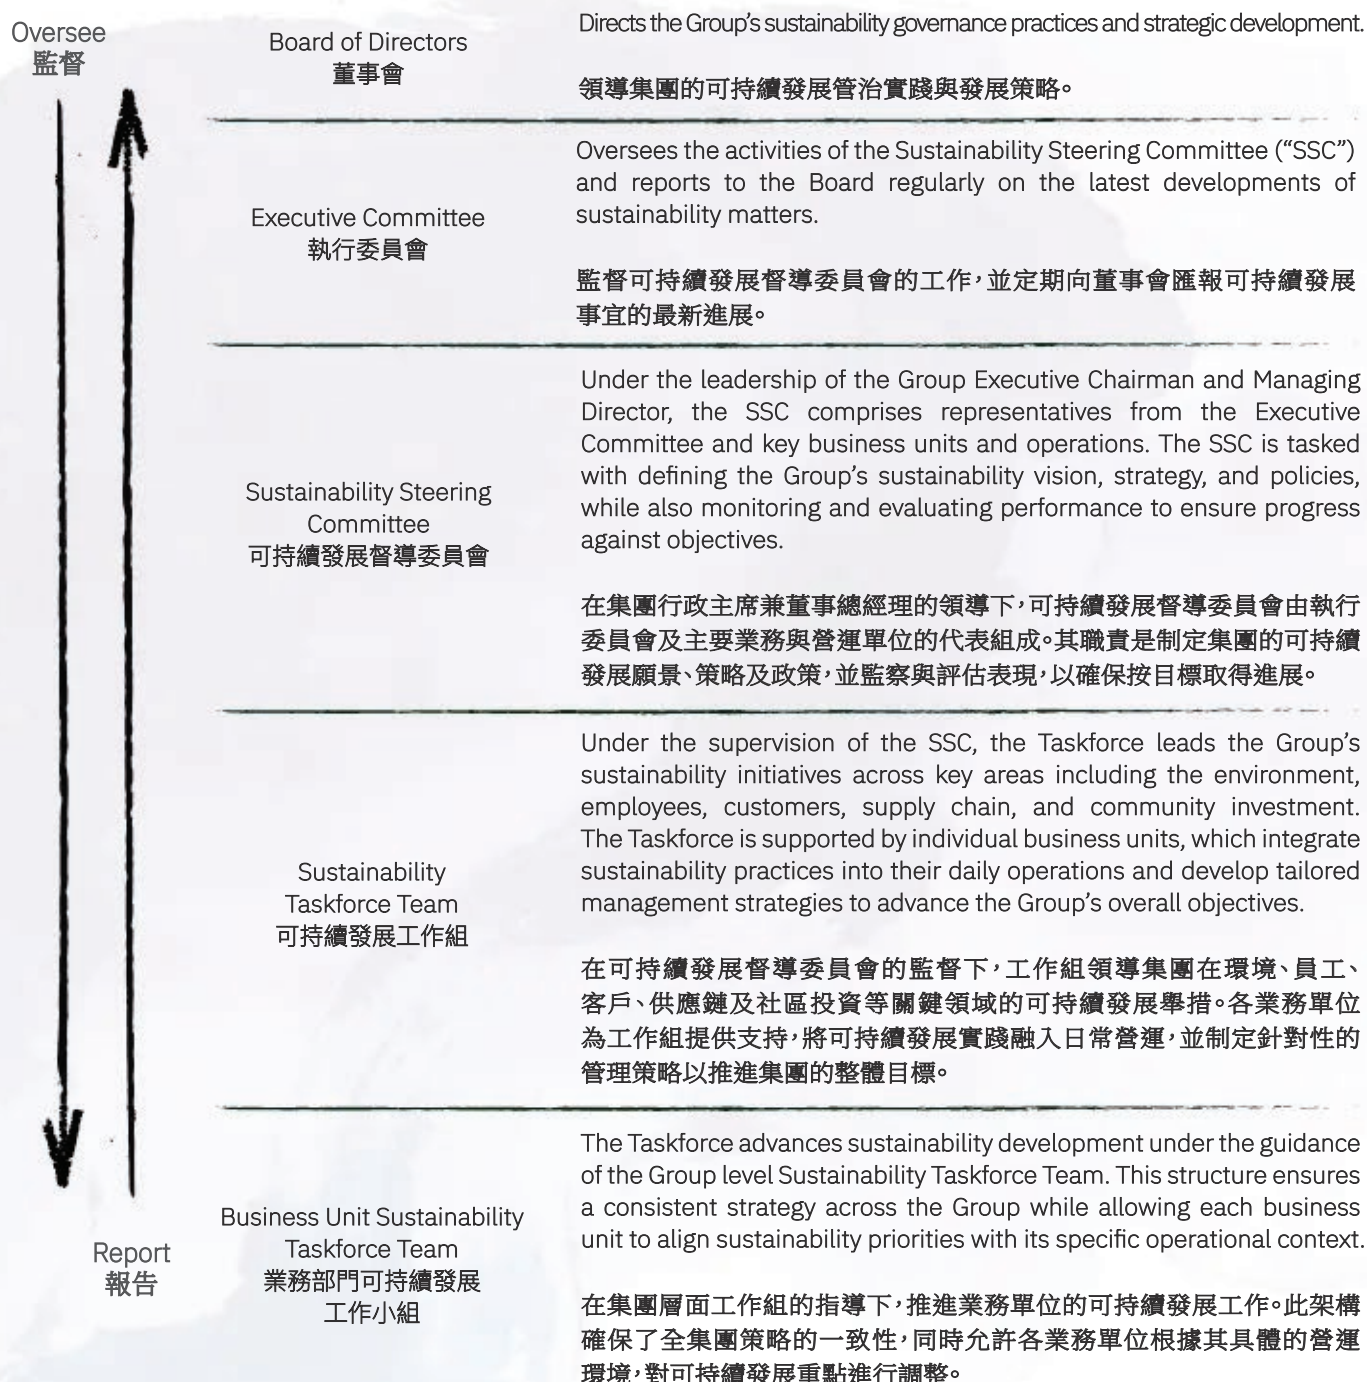 Oversee
監督
Board of Directors
董事會
Directs the Group's sustainability governance practices and strategic development.
領導集團的可持續發展管治實踐與發展策略。
Executive Committee
執行委員會
Oversees the activities of the Sustainability Steering Committee (“SSC”)
and reports to the Board regularly on the latest developments of
sustainability matters.
監督可持續發展督導委員會的工作，並定期向董事會匯報可持續發展
事宜的最新進展。
Sustainability Steering
Committee
可持續發展督導委員會
Under the leadership of the Group Executive Chairman and Managing
Director, the SSC comprises representatives from the Executive
Committee and key business units and operations. The SSC is tasked
with defining the Group’s sustainability vision, strategy, and policies,
while also monitoring and evaluating performance to ensure progress
against objectives.
在集團行政主席兼董事總經理的領導下，可持續發展督導委員會由執行
委員會及主要業務與營運單位的代表組成。其職責是制定集團的可持續
發展願景、策略及政策，並監察與評估表現，以確保按目標取得進展。
Sustainability
Taskforce Team
可持續發展工作組
Under the supervision of the SSC, the Taskforce leads the Group’s
sustainability initiatives across key areas including the environment,
employees, customers, supply chain, and community investment.
The Taskforce is supported by individual business units, which integrate
sustainability practices into their daily operations and develop tailored
management strategies to advance the Group’s overall objectives.
在可持續發展督導委員會的監督下，工作組領導集團在環境、員工、
客戶、供應鏈及社區投資等關鍵領域的可持續發展舉措。各業務單位
為工作組提供支持，將可持續發展實踐融入日常營運，並制定針對性的
管理策略以推進集團的整體目標。
Business Unit Sustainability
Taskforce Team
業務部門可持續發展
工作小組
The Taskforce advances sustainability development under the guidance
of the Group level Sustainability Taskforce Team. This structure ensures
a consistent strategy across the Group while allowing each business
unit to align sustainability priorities with its specific operational context.
在集團層面工作組的指導下，推進業務單位的可持續發展工作。此架構
確保了全集團策略的一致性，同時允許各業務單位根據其具體的營運
環境，對可持續發展重點進行調整。
Report
報告